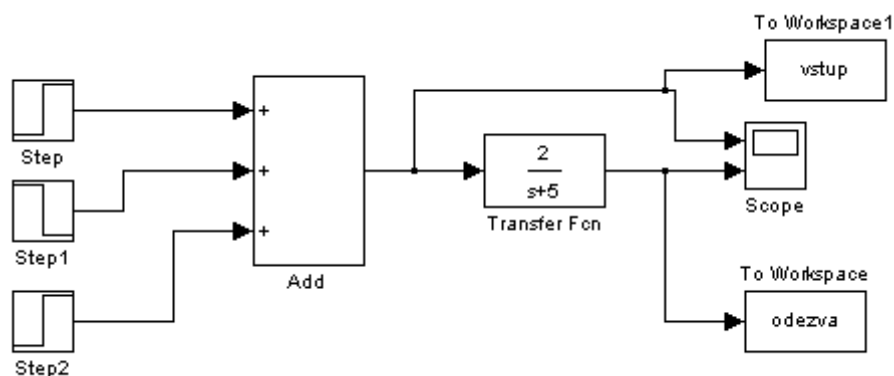 To Workspace1
vstup
Step
+
+
+
Add
2
s+5
Transfer Fcn
Scope
Step1
To Workspace
odezva
Step2